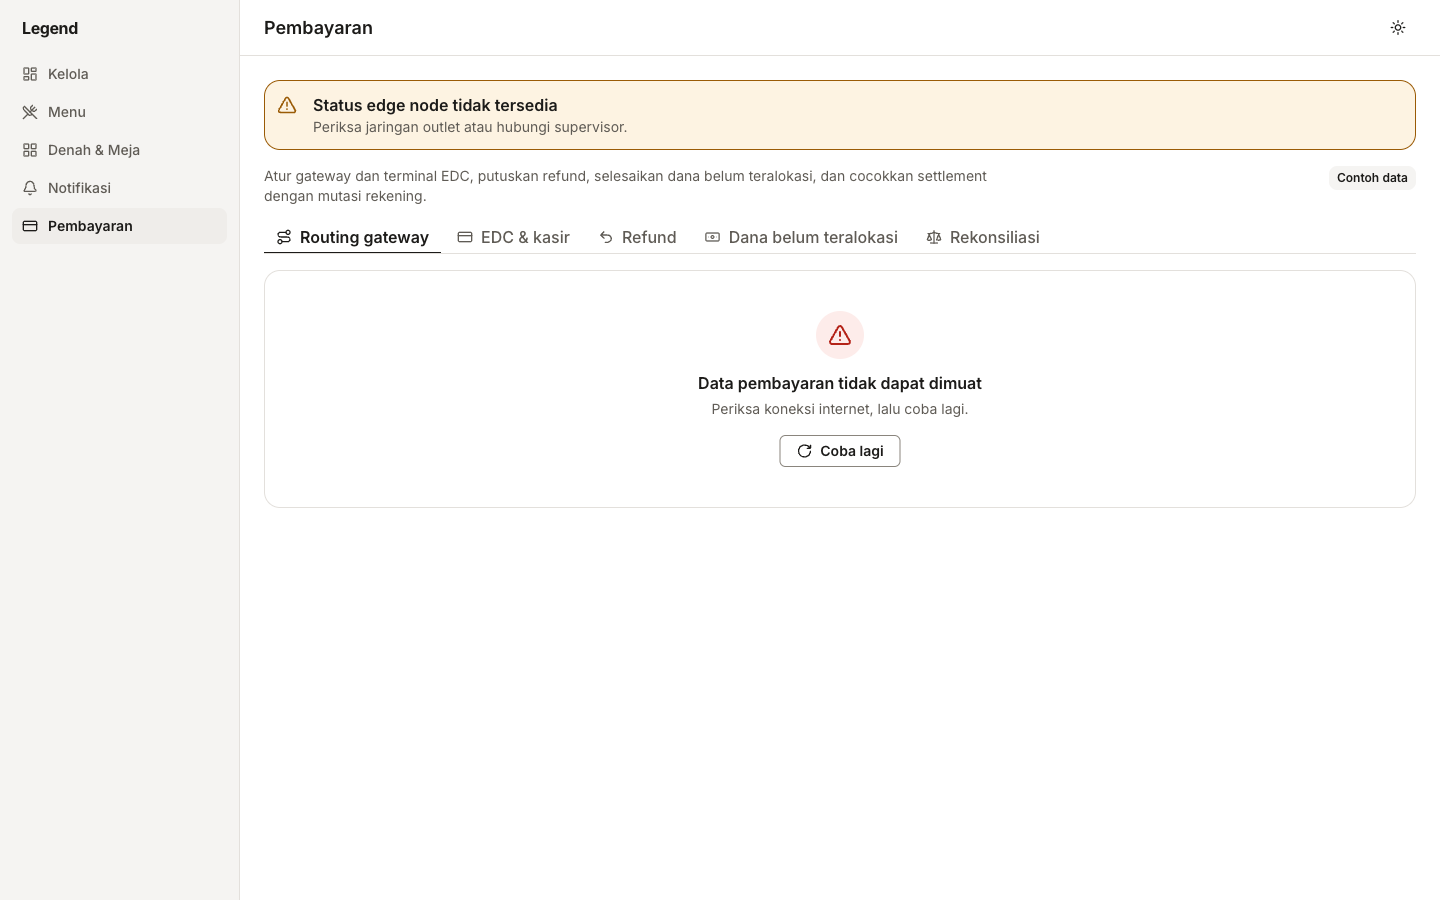 Legend
Kelola
Menu
Denah & Meja
Notifikasi
Pembayaran
Pembayaran
Status edge node tidak tersedia
Periksa jaringan outlet atau hubungi supervisor.
Atur gateway dan terminal EDC, putuskan refund, selesaikan dana belum teralokasi, dan cocokkan settlement
dengan mutasi rekening.
Contoh data
Routing gateway
EDC & kasir
Refund
Dana belum teralokasi
Rekonsiliasi
Data pembayaran tidak dapat dimuat
Periksa koneksi internet, lalu coba lagi.
Coba lagi